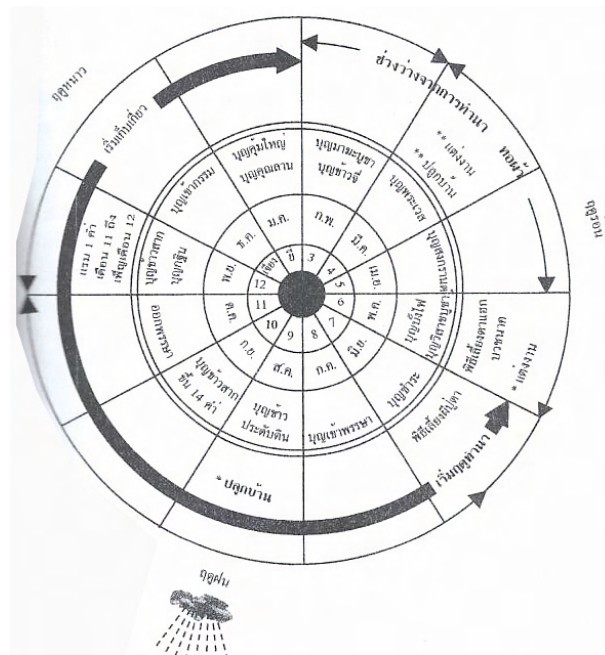 ฤดูหนาว
ฤดูร้อน
ฤดูฝน
เริ่มเก็บเกี่ยว
ช่วงว่างจากการทำนา
ทอผ้า
** แต่งงาน
** ปลูกบ้าน
พิธีเลี้ยงตาแฮก
บวชนาค
* แต่งงาน
เริ่มฤดูทำนา
พิธีเลี้ยงผีปู่ตา
* ปลูกบ้าน
แรม 1 ค่ำ
เดือน 11 ถึง
เพ็ญเดือน 12
บุญคุ้มใหญ่
บุญคูณลาน
บุญมาฆะบูชา
บุญข้าวจี่
บุญพระเวส
บุญสงกรานต์
บุญวิสาขบูชา
บุญบั้งไฟ
บุญชำระ
บุญเข้าพรรษา
บุญข้าว
ประดับดิน
บุญข้าวสาก
ขึ้น 14 ค่ำ
ออกพรรษา
บุญข้าวสาก
บุญกฐิน
บุญเข้ากรรม
ม.ค.
ก.พ.
มี.ค.
เม.ย.
พ.ค.
มิ.ย.
ก.ค.
ส.ค.
ก.ย.
ต.ค.
พ.ย.
ธ.ค.
ยี่
3
4
5
6
7
8
9
10
11
12
เจียง